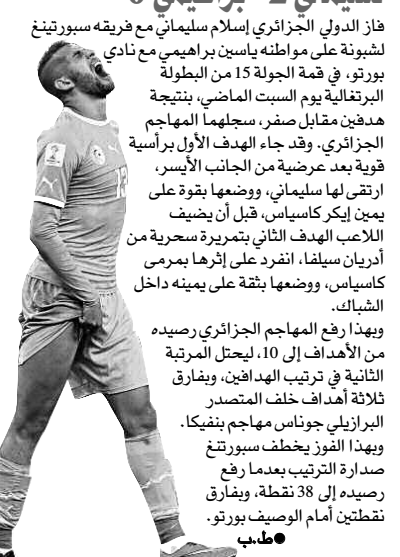 فاز الدولي الجزائري إسلام سليماني مع فريقه سبورتينغ
لشبونة على مواطنه ياسين براهيمي مع نادي
بورتو، في قمة الجولة 15 من البطولة
البرتغالية يوم السبت الماضي، بنتيجة
هدفين مقابل صفر، سجلهما المهاجم
الجزائري. وقد جاء الهدف الأول برأسية
قوية بعد عرضية من الجانب الأيسر،
ارتقى لها سليماني، ووضعها بقوة على
يمين إيكر كاسياس، قبل أن يضيف
اللاعب الهدف الثاني بتمريرة سحرية من
أدريان سيلفا، انفرد على إثرها بمرمى
كاسياس، ووضعها بثقة على يمينه داخل
الشباك.
وبهذا رفع المهاجم الجزائري رصيده
من الأهداف إلى 10، ليحتل المرتبة
الثانية في ترتيب الهدافين، وبفارق
ثلاثة أهداف خلف المتصدر
البرازيلي جوناس مهاجم بنفيكا.
وبهذا الفوز يخطف سبورتنغ
صدارة الترتيب بعدما رفع
رصيده إلى 38 نقطة، وبفارق
نقطتين أمام الوصيف بورتو.
●ط.ب